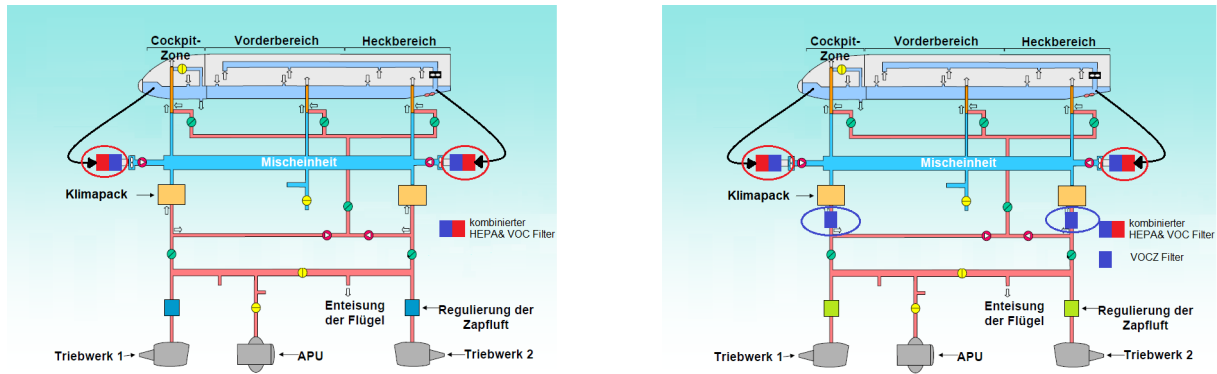 Cockpit-
Zone
Vorderbereich
Heckbereich
Mischeinheit
Klimapack
kombinierter
HEPA& VOC Filter
Enteisung
der Flügel
Regulierung der
Zapfluft
Triebwerk 1
APU
Triebwerk 2
Cockpit-
Zone
Vorderbereich
Heckbereich
Mischeinheit
Klimapack
kombinierter
HEPA& VOC Filter
VOCZ Filter
Enteisung
der Flügel
Regulierung der
Zapfluft
Triebwerk 1
APU
Triebwerk 2